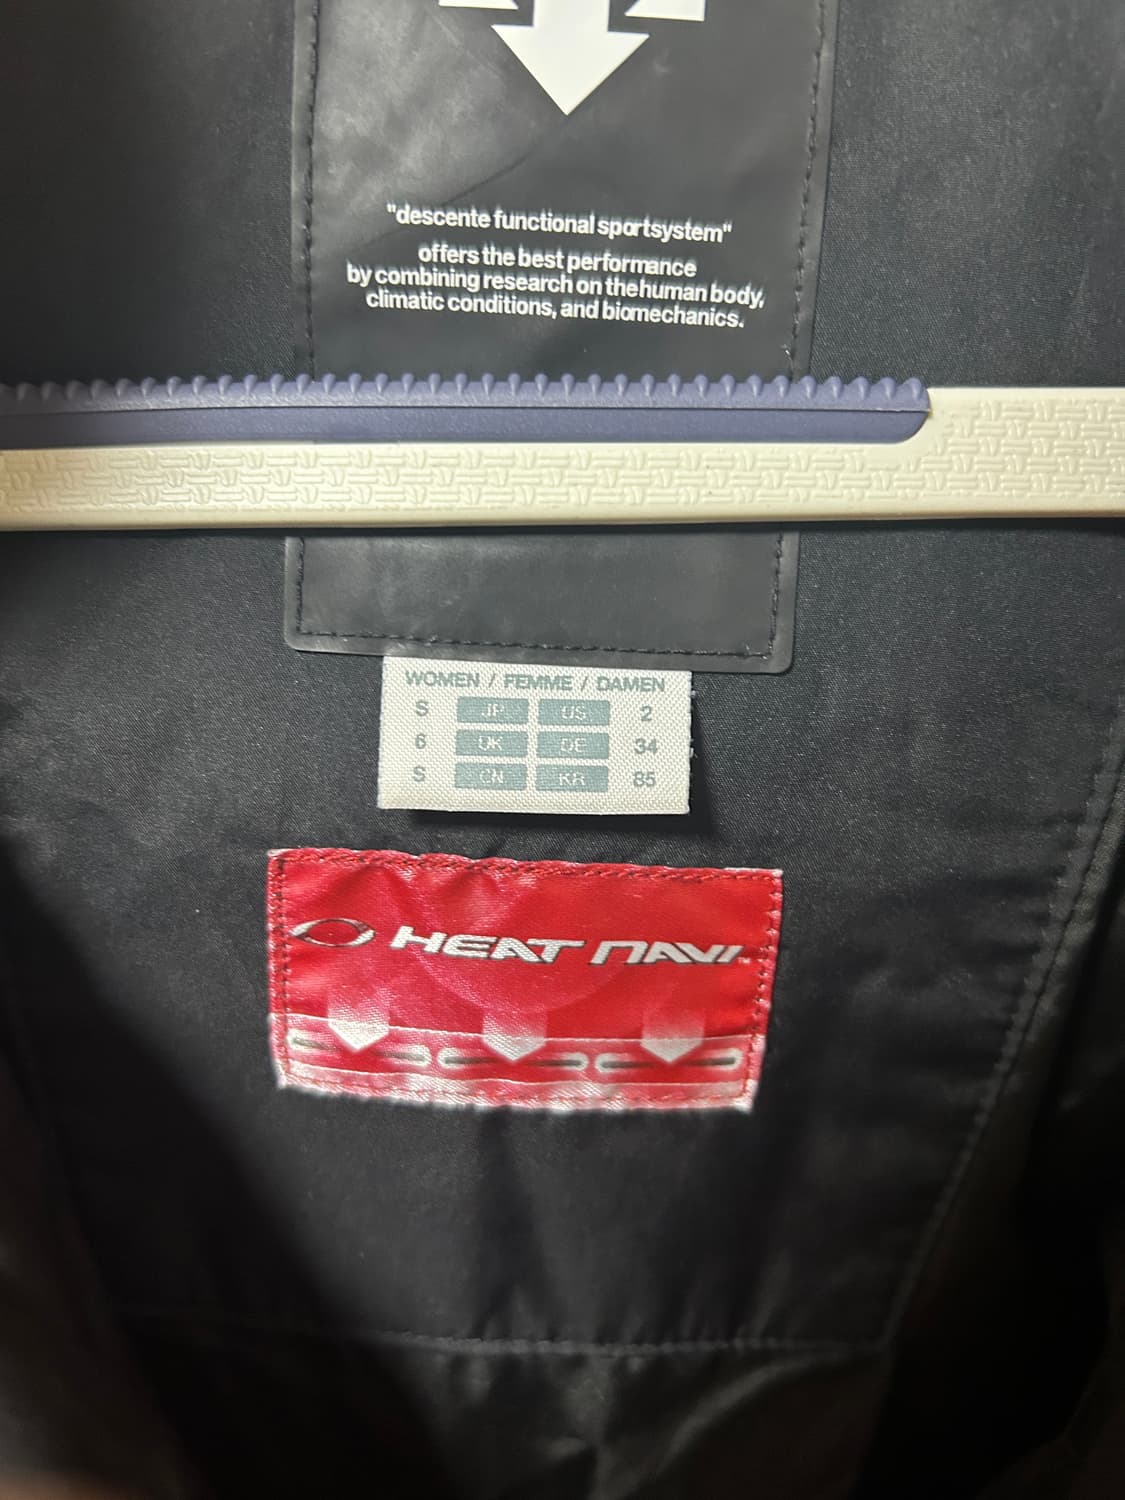 "descente functional sportsystem"
offers the best performance
by combining research on the human body,
climatic conditions, and biomechanics.
WOMEN / FEMME / DAMEN
S JP US 2
6 UK DE 34
S CN KR 85
HEAT NAVI™